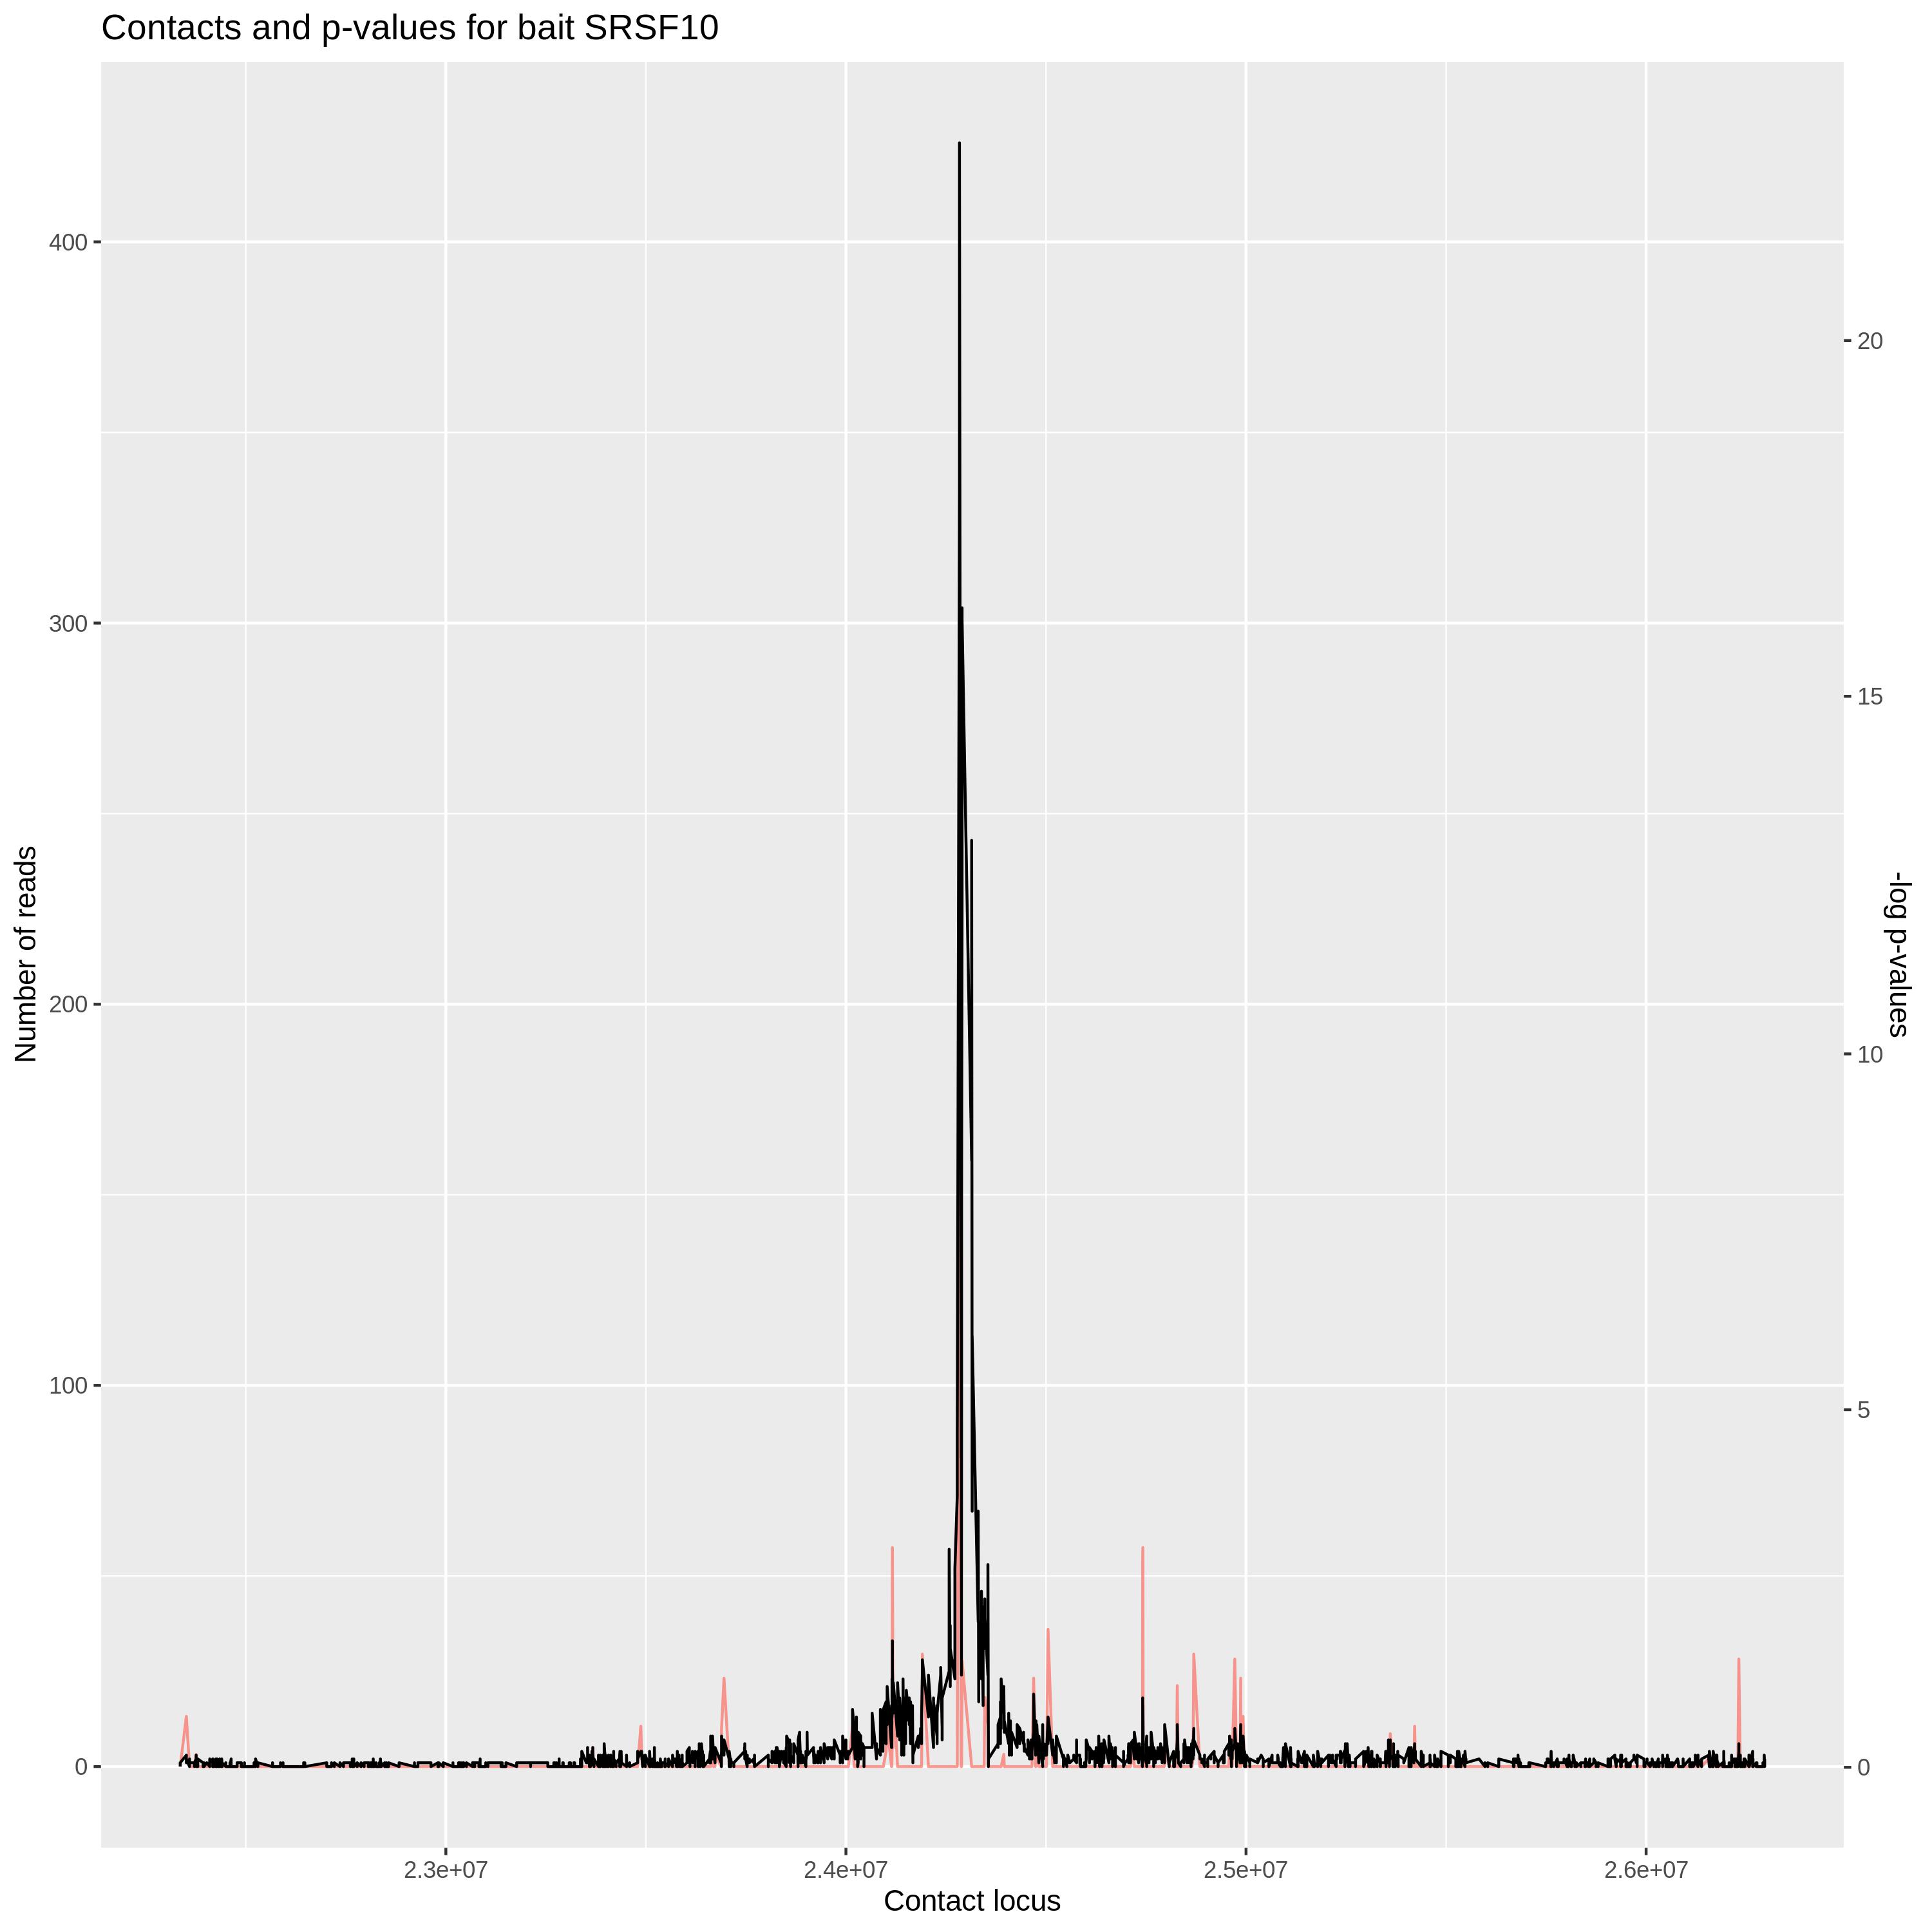 Contacts and p-values for bait SRSF10
400
300
200
100
0
Number of reads
20
15
10
5
0
-log p-values
2.3e+07 2.4e+07 2.5e+07 2.6e+07
Contact locus